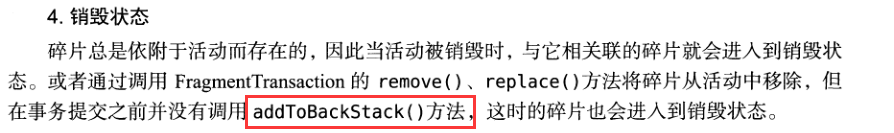 4. 销毁状态
碎片总是依附于活动而存在的，因此当活动被销毁时，与它相关联的碎片就会进入到销毁状
态。或者通过调用 FragmentTransaction 的 remove()、replace()方法将碎片从活动中移除，但
在事务提交之前并没有调用 addToBackStack()方法，这时的碎片也会进入到销毁状态。